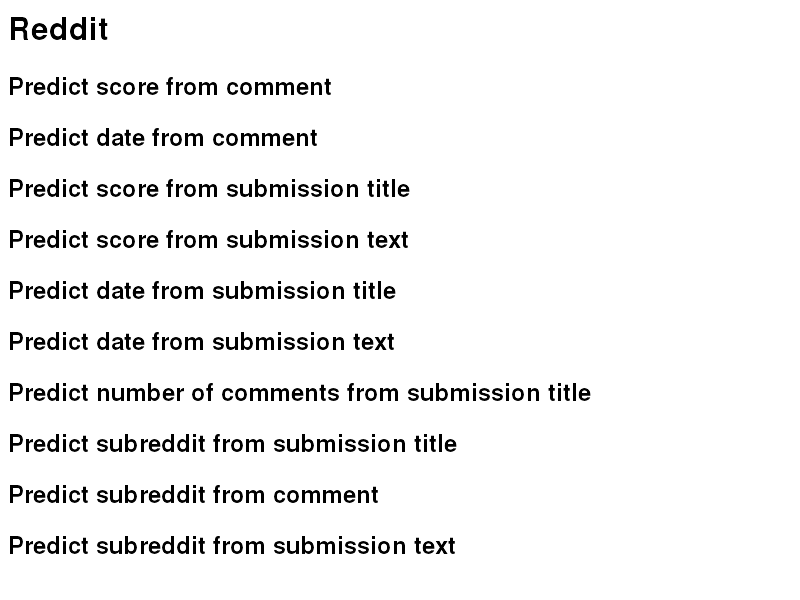 Reddit
Predict score from comment
Predict date from comment
Predict score from submission title
Predict score from submission text
Predict date from submission title
Predict date from submission text
Predict number of comments from submission title
Predict subreddit from submission title
Predict subreddit from comment
Predict subreddit from submission text